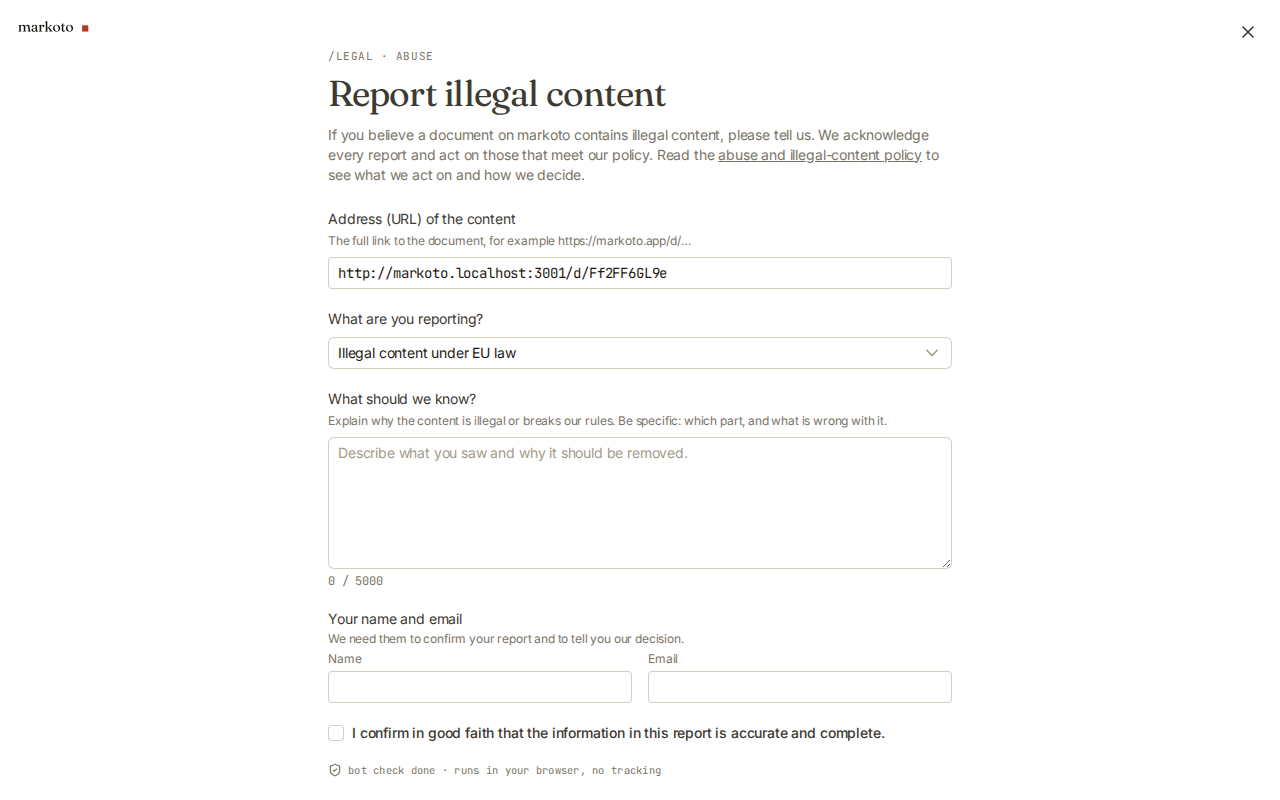 markoto
/LEGAL · ABUSE
Report illegal content
If you believe a document on markoto contains illegal content, please tell us. We acknowledge
every report and act on those that meet our policy. Read the abuse and illegal-content policy to
see what we act on and how we decide.
Address (URL) of the content
The full link to the document, for example https://markoto.app/d/…
http://markoto.localhost:3001/d/Ff2FF6GL9e
What are you reporting?
Illegal content under EU law
What should we know?
Explain why the content is illegal or breaks our rules. Be specific: which part, and what is wrong with it.
Describe what you saw and why it should be removed.
0 / 5000
Your name and email
We need them to confirm your report and to tell you our decision.
Name
Email
I confirm in good faith that the information in this report is accurate and complete.
bot check done · runs in your browser, no tracking